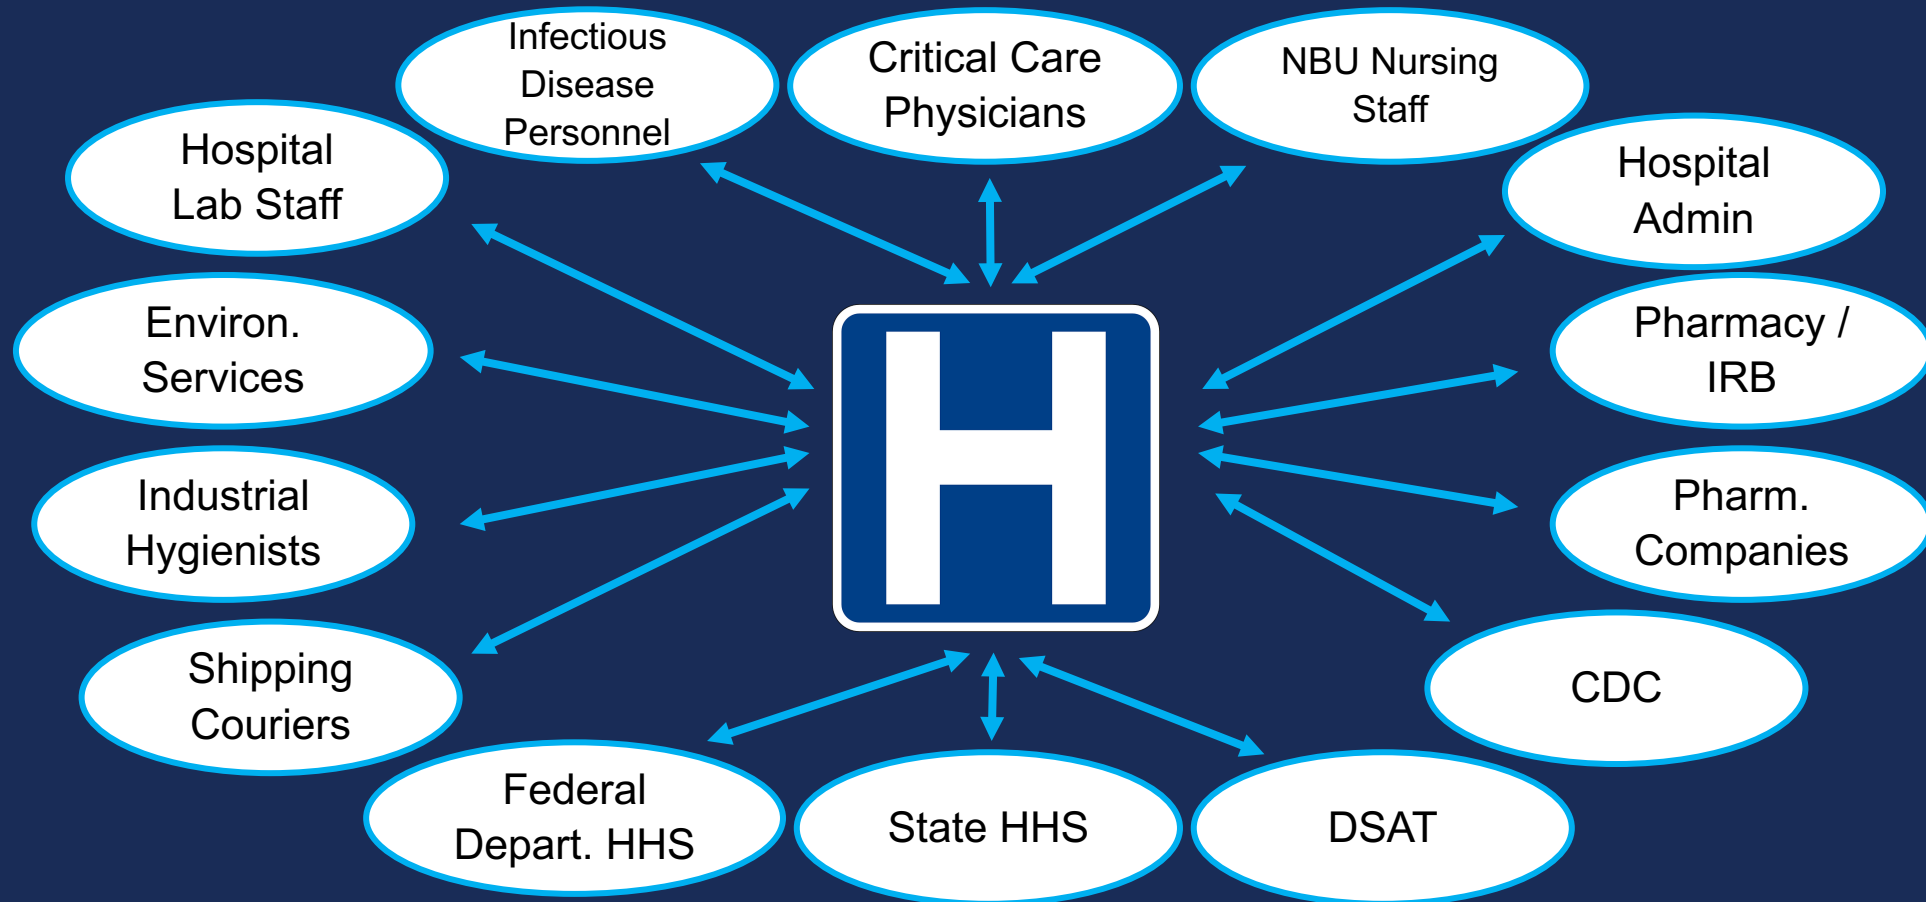 Infectious
Disease
Personnel
Critical Care
Physicians
NBU Nursing
Staff
Hospital
Lab Staff
Hospital
Admin
Environ.
Services
Pharmacy /
IRB
H
Industrial
Hygienists
Pharm.
Companies
Shipping
Couriers
CDC
Federal
Depart. HHS
State HHS
DSAT